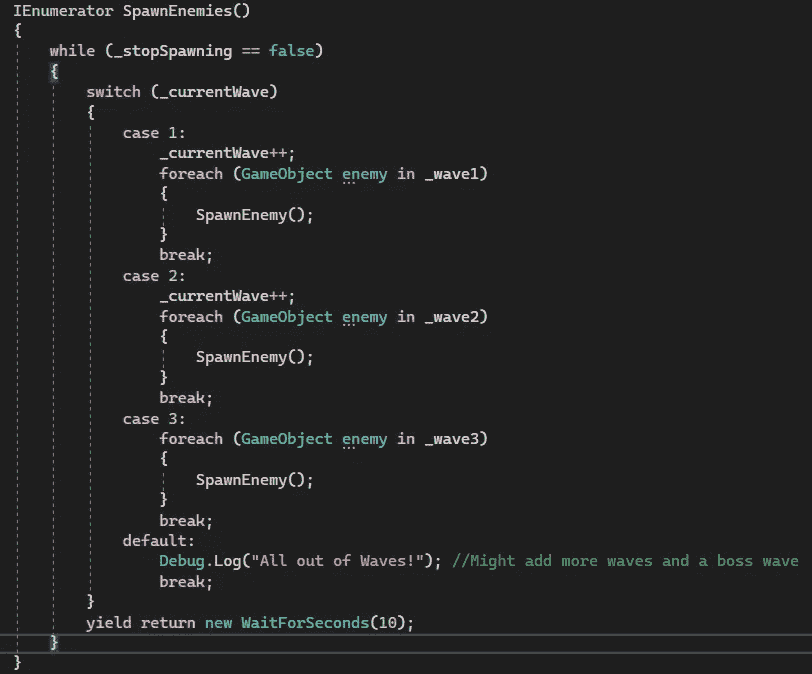 IEnumerator SpawnEnemies()
{
    while (_stopSpawning == false)
    {
        switch (_currentWave)
        {
            case 1:
                _currentWave++;
                foreach (GameObject enemy in _wave1)
                {
                    SpawnEnemy();
                }
                break;
            case 2:
                _currentWave++;
                foreach (GameObject enemy in _wave2)
                {
                    SpawnEnemy();
                }
                break;
            case 3:
                foreach (GameObject enemy in _wave3)
                {
                    SpawnEnemy();
                }
                break;
            default:
                Debug.Log("All out of Waves!"); //Might add more waves and a boss wave
                break;
        }
        yield return new WaitForSeconds(10);
    }
}